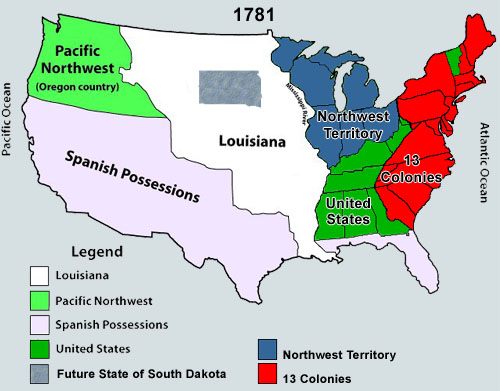 1781
Pacific
Northwest
(Oregon country)
Pacific Ocean
Mississippi River
Northwest
Territory
Louisiana
Atlantic Ocean
13
Colonies
Spanish Possessions
United
States
Legend
Louisiana
Pacific Northwest
Spanish Possessions
United States
Future State of South Dakota
Northwest Territory
13 Colonies